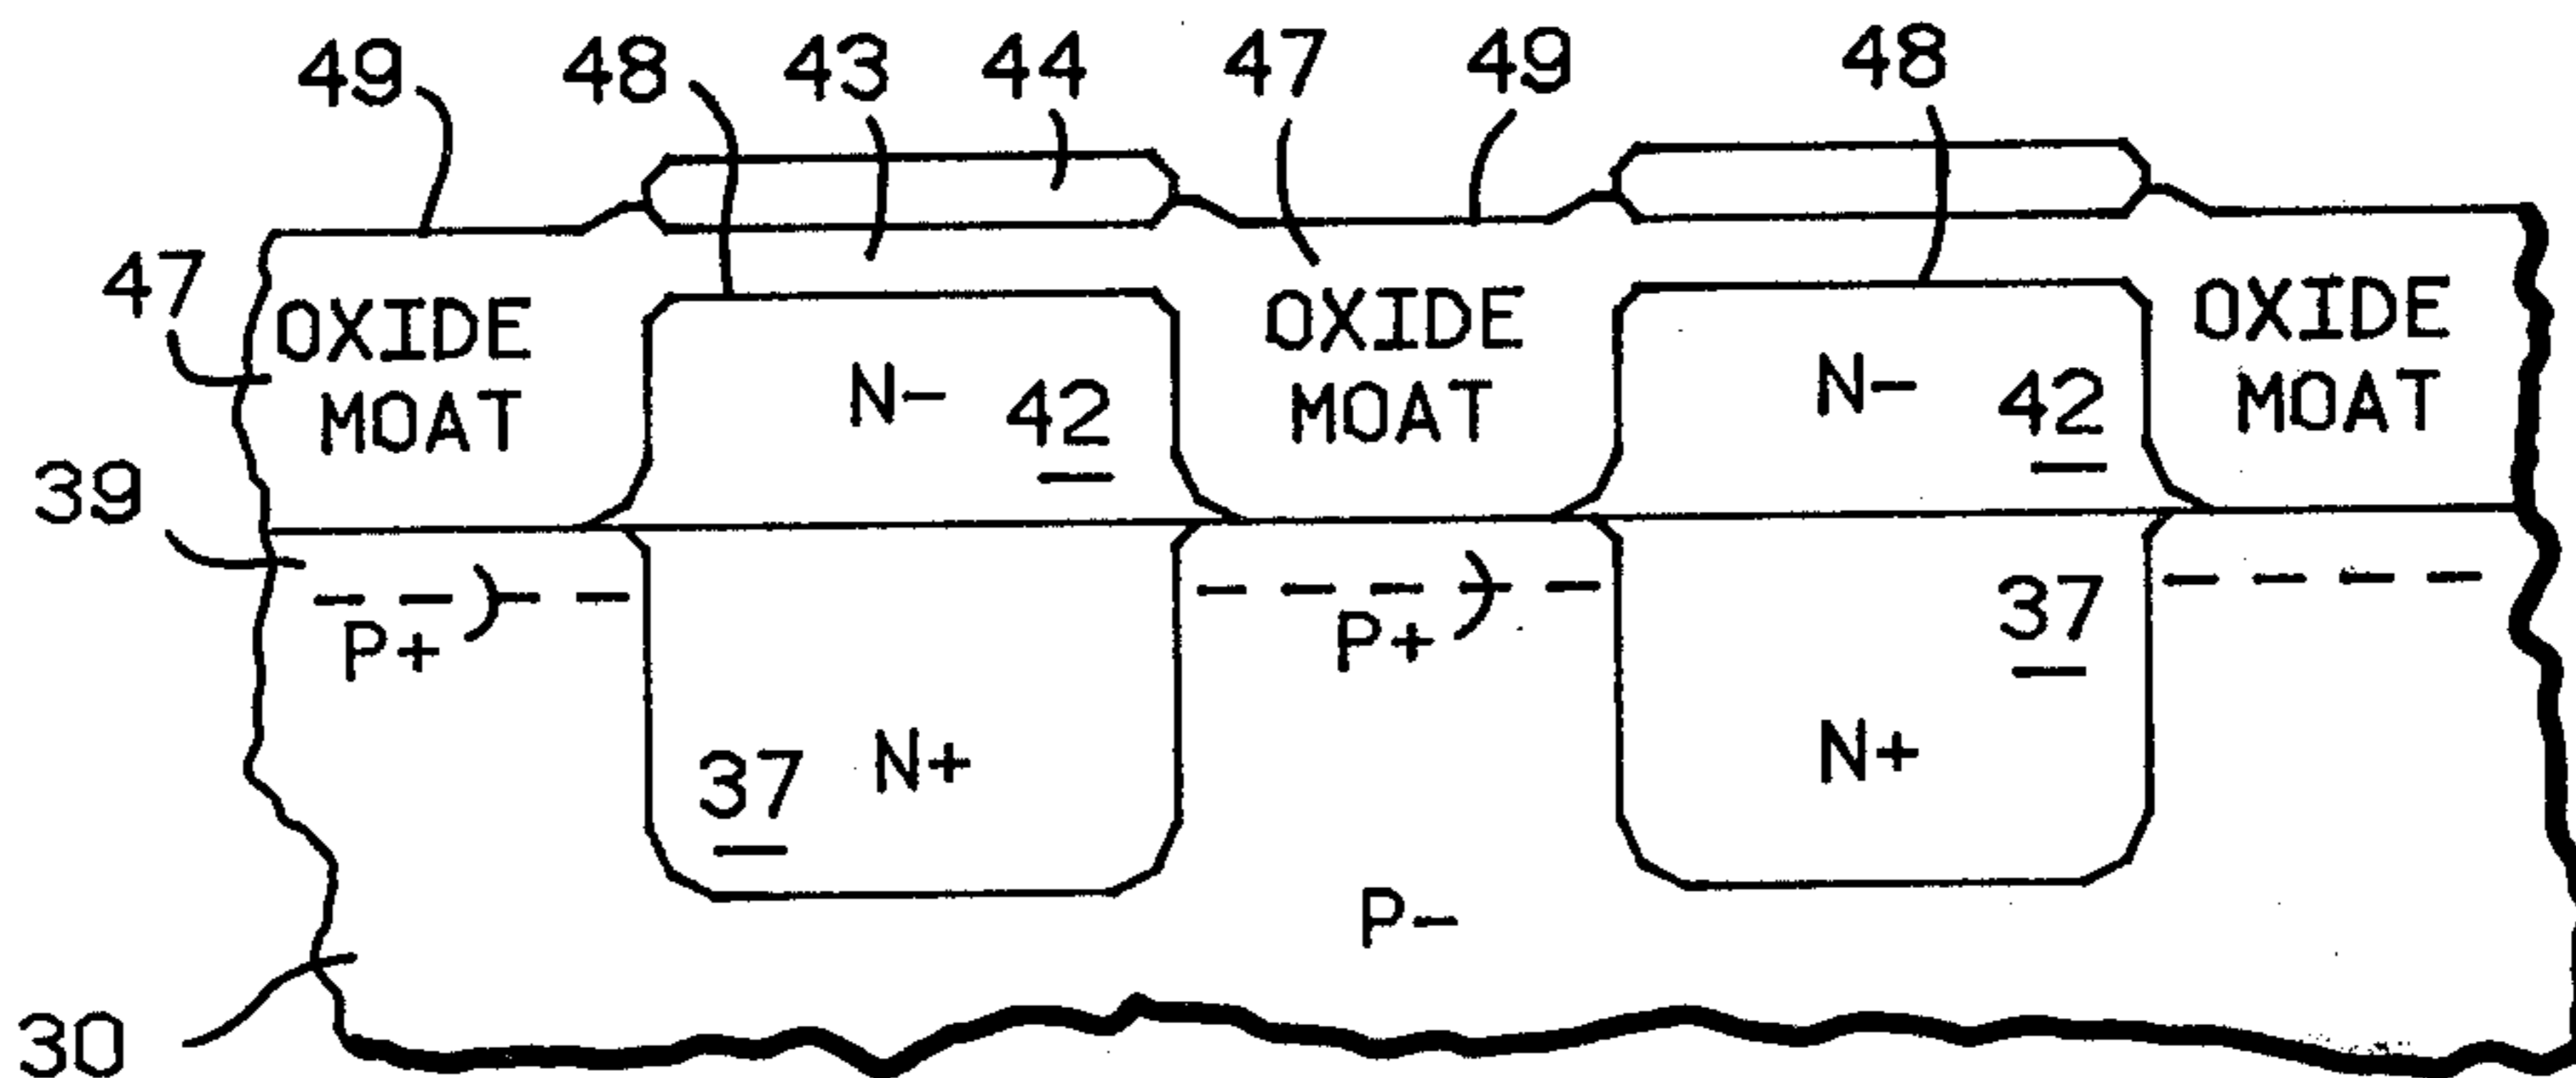 49 48 43 44 47 49 48
47 OXIDE MOAT OXIDE MOAT OXIDE MOAT
N- 42 N- 42
39
P+ P+ 37
37 N+ N+
P-
30